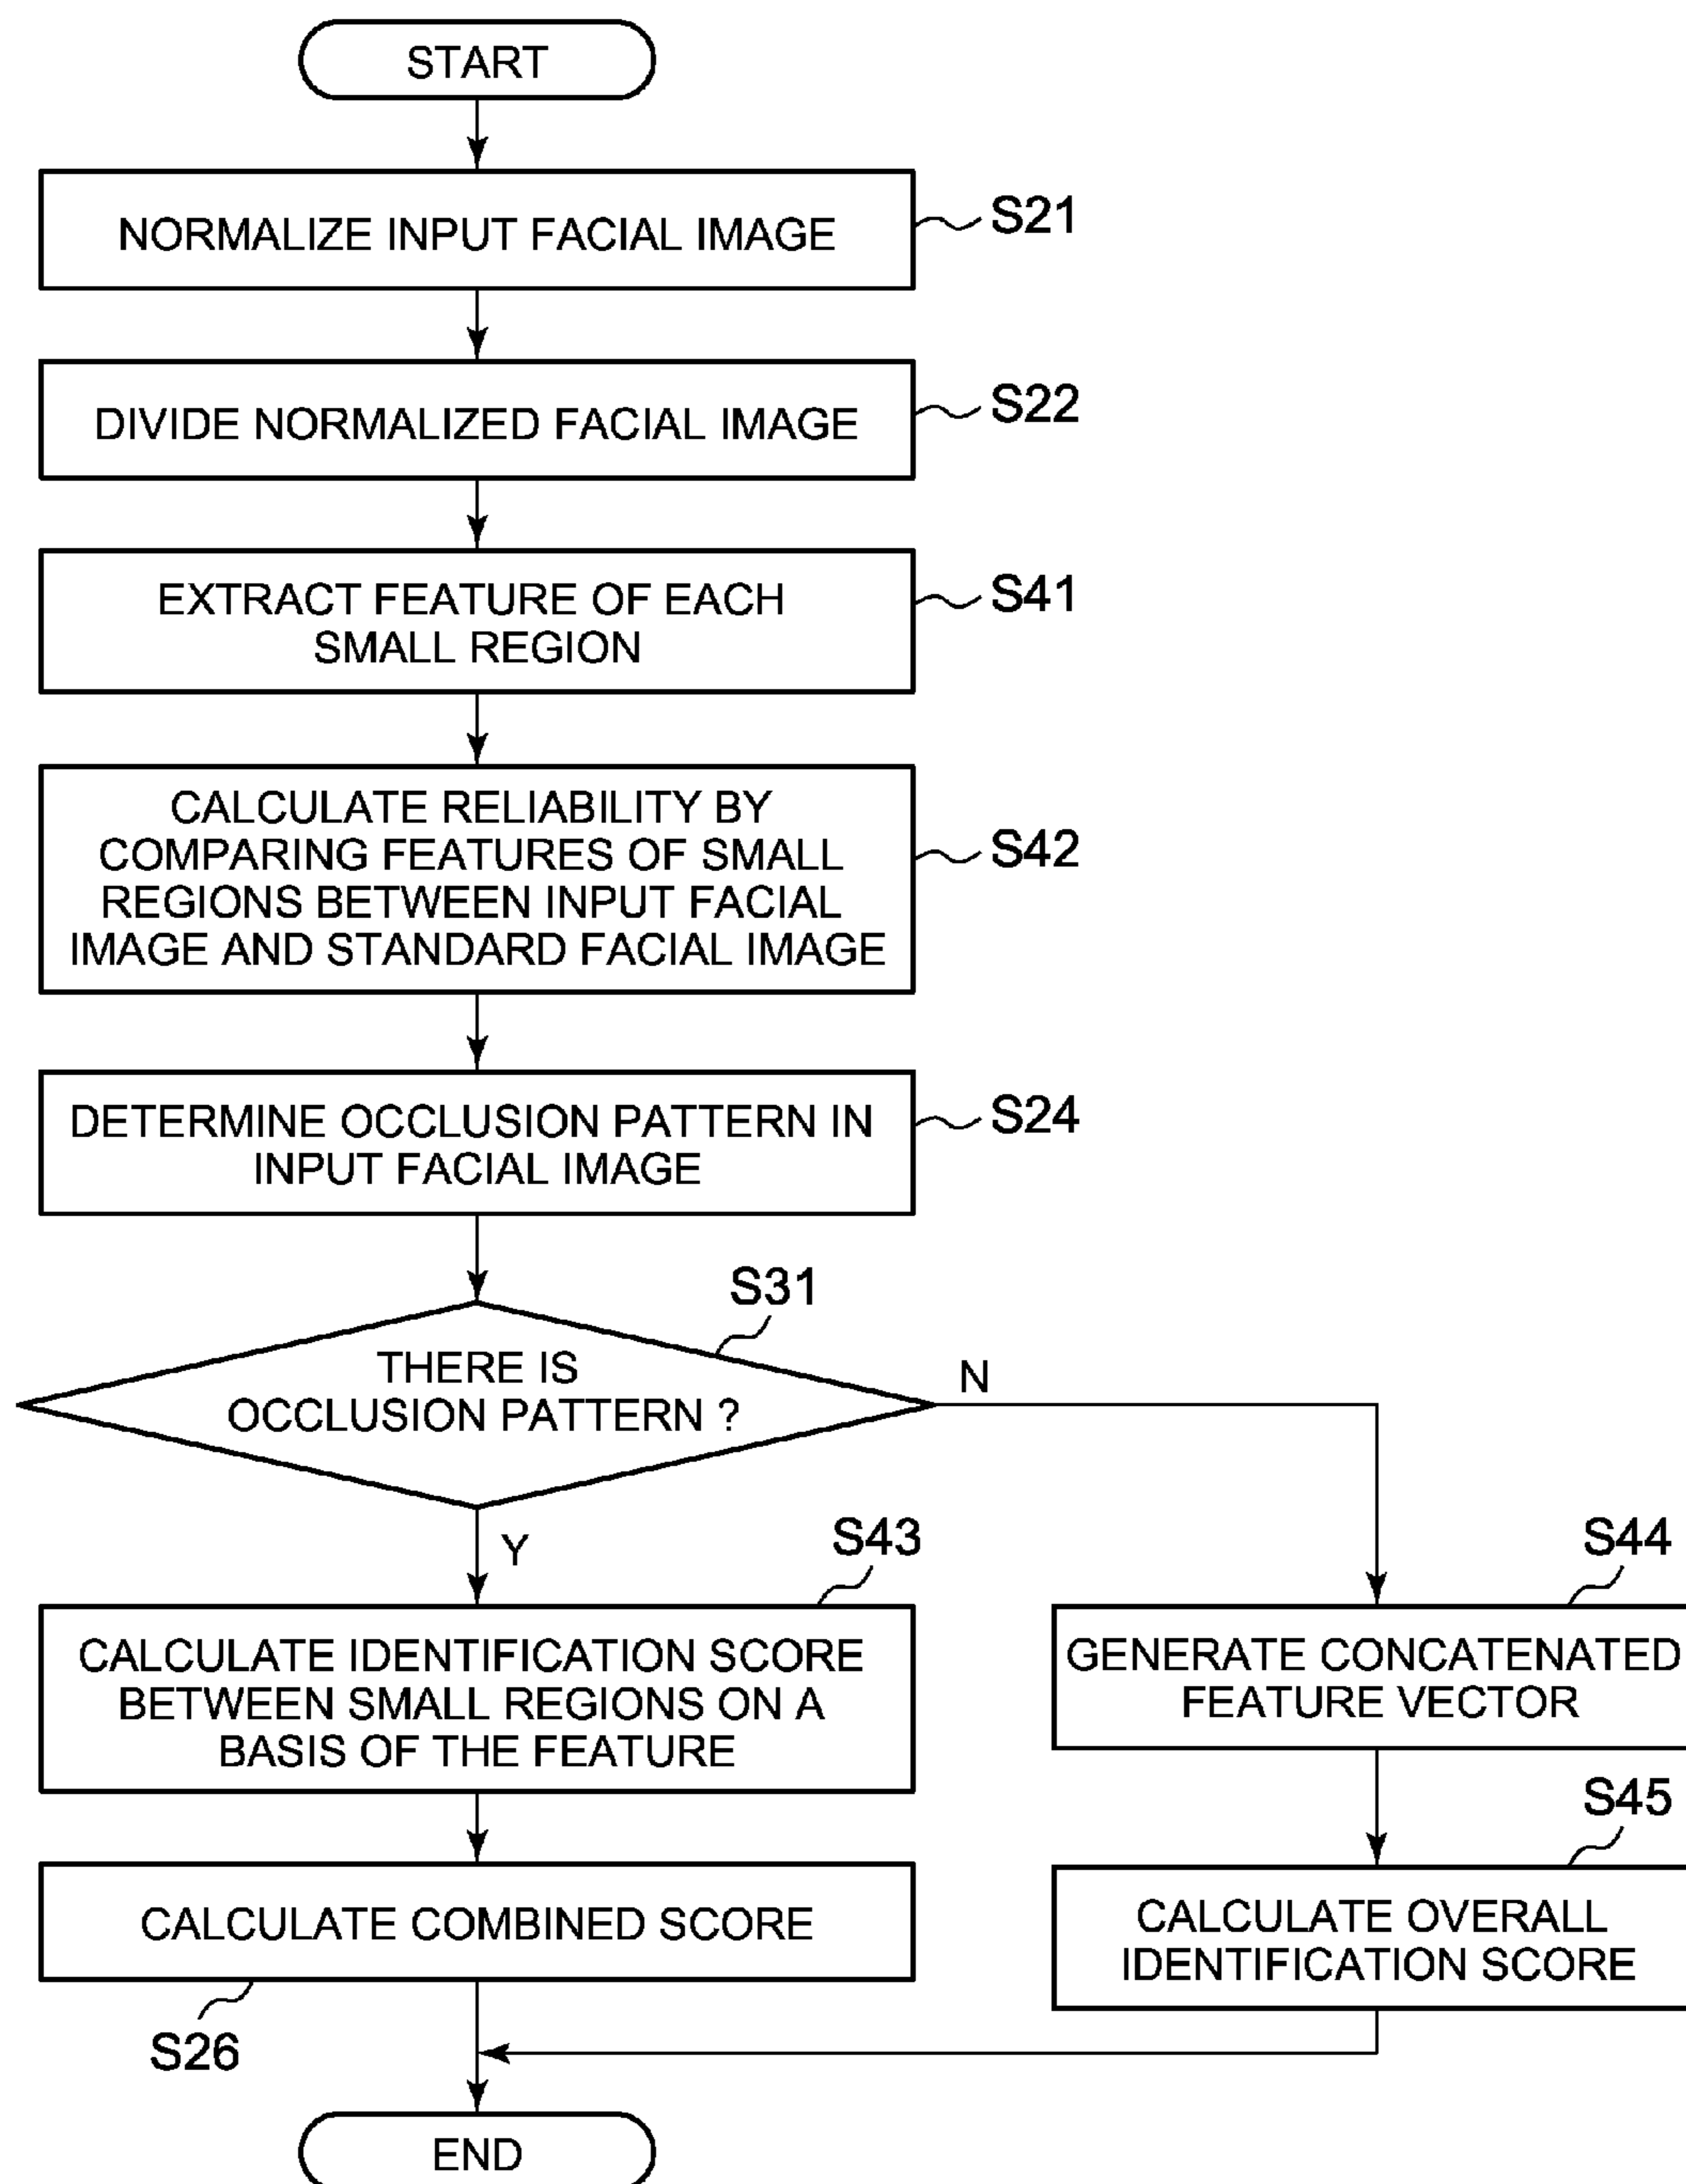 START
NORMALIZE INPUT FACIAL IMAGE
S21
DIVIDE NORMALIZED FACIAL IMAGE
S22
EXTRACT FEATURE OF EACH
SMALL REGION
S41
CALCULATE RELIABILITY BY
COMPARING FEATURES OF SMALL
REGIONS BETWEEN INPUT FACIAL
IMAGE AND STANDARD FACIAL IMAGE
S42
DETERMINE OCCLUSION PATTERN IN
INPUT FACIAL IMAGE
S24
S31
THERE IS
OCCLUSION PATTERN ?
N
Y
S43
CALCULATE IDENTIFICATION SCORE
BETWEEN SMALL REGIONS ON A
BASIS OF THE FEATURE
S44
GENERATE CONCATENATED
FEATURE VECTOR
CALCULATE COMBINED SCORE
S26
S45
CALCULATE OVERALL
IDENTIFICATION SCORE
END